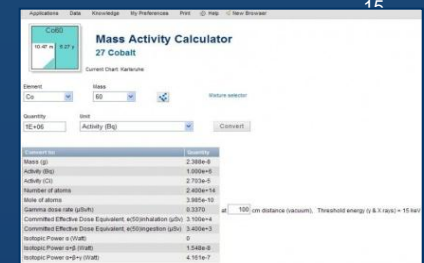 15
Applications Data Knowledge My Preferences Print Help New Browser
Co60
10.47 m 5.27 y
Mass Activity Calculator
27 Cobalt
Current Chart: Karlsruhe
Element Mass
Co 60 Mixture selector
Quantity Unit
1E+06 Activity (Bq) Convert
Convert to Quantity
Mass (g) 2.388e-8
Activity (Bq) 1.000e+6
Activity (Ci) 2.703e-5
Number of atoms 2.400e+14
Mole of atoms 3.985e-10
Gamma dose rate (µSv/h) 0.3370 at 100 cm distance (vacuum), Threshold energy (γ & X rays) = 15 keV
Committed Effective Dose Equivalent, e(50)inhalation (µSv) 3.100e+4
Committed Effective Dose Equivalent, e(50)ingestion (µSv) 3.400e+3
Isotopic Power α (Watt) 0
Isotopic Power α+β (Watt) 1.548e-8
Isotopic Power α+β+γ (Watt) 4.161e-7